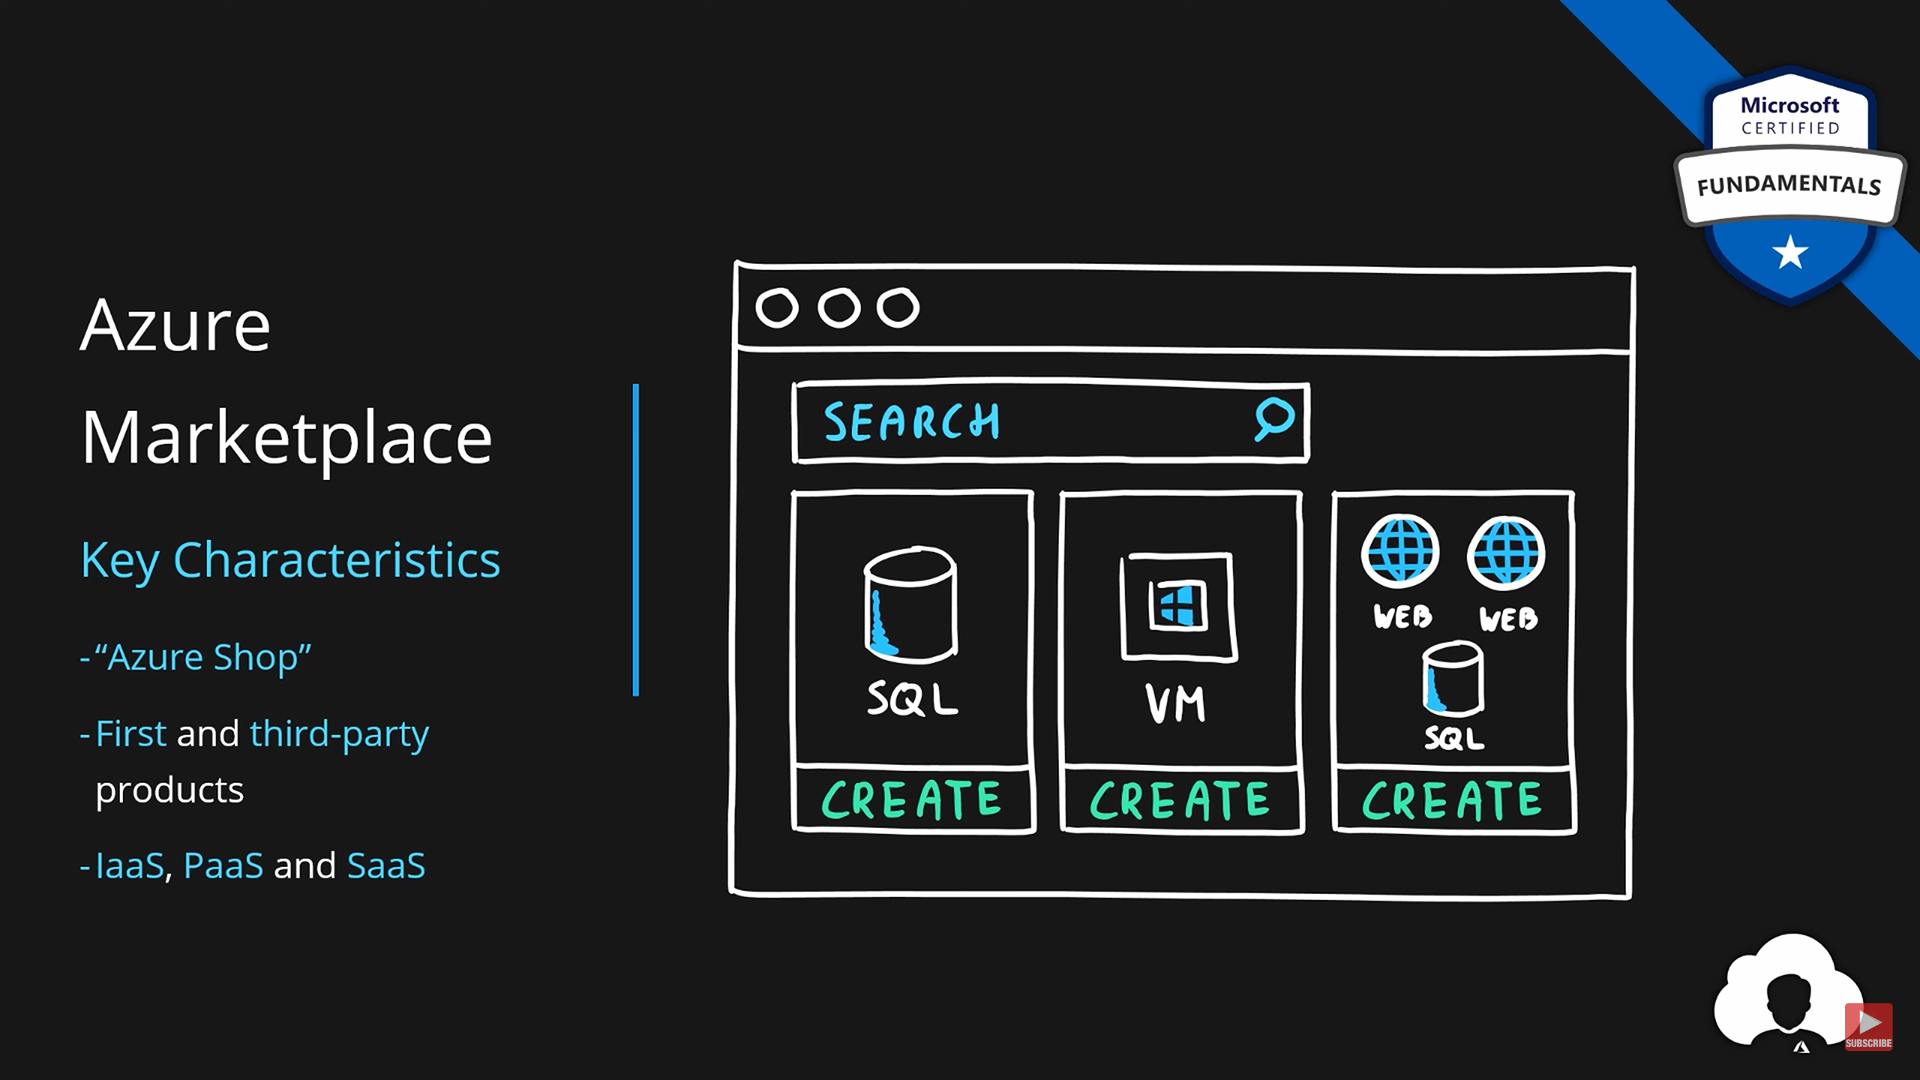 Microsoft
CERTIFIED
FUNDAMENTALS
Azure
Marketplace
Key Characteristics
-“Azure Shop”
-First and third-party
products
-IaaS, PaaS and SaaS
SEARCH
SQL
CREATE
VM
CREATE
WEB WEB
SQL
CREATE
SUBSCRIBE